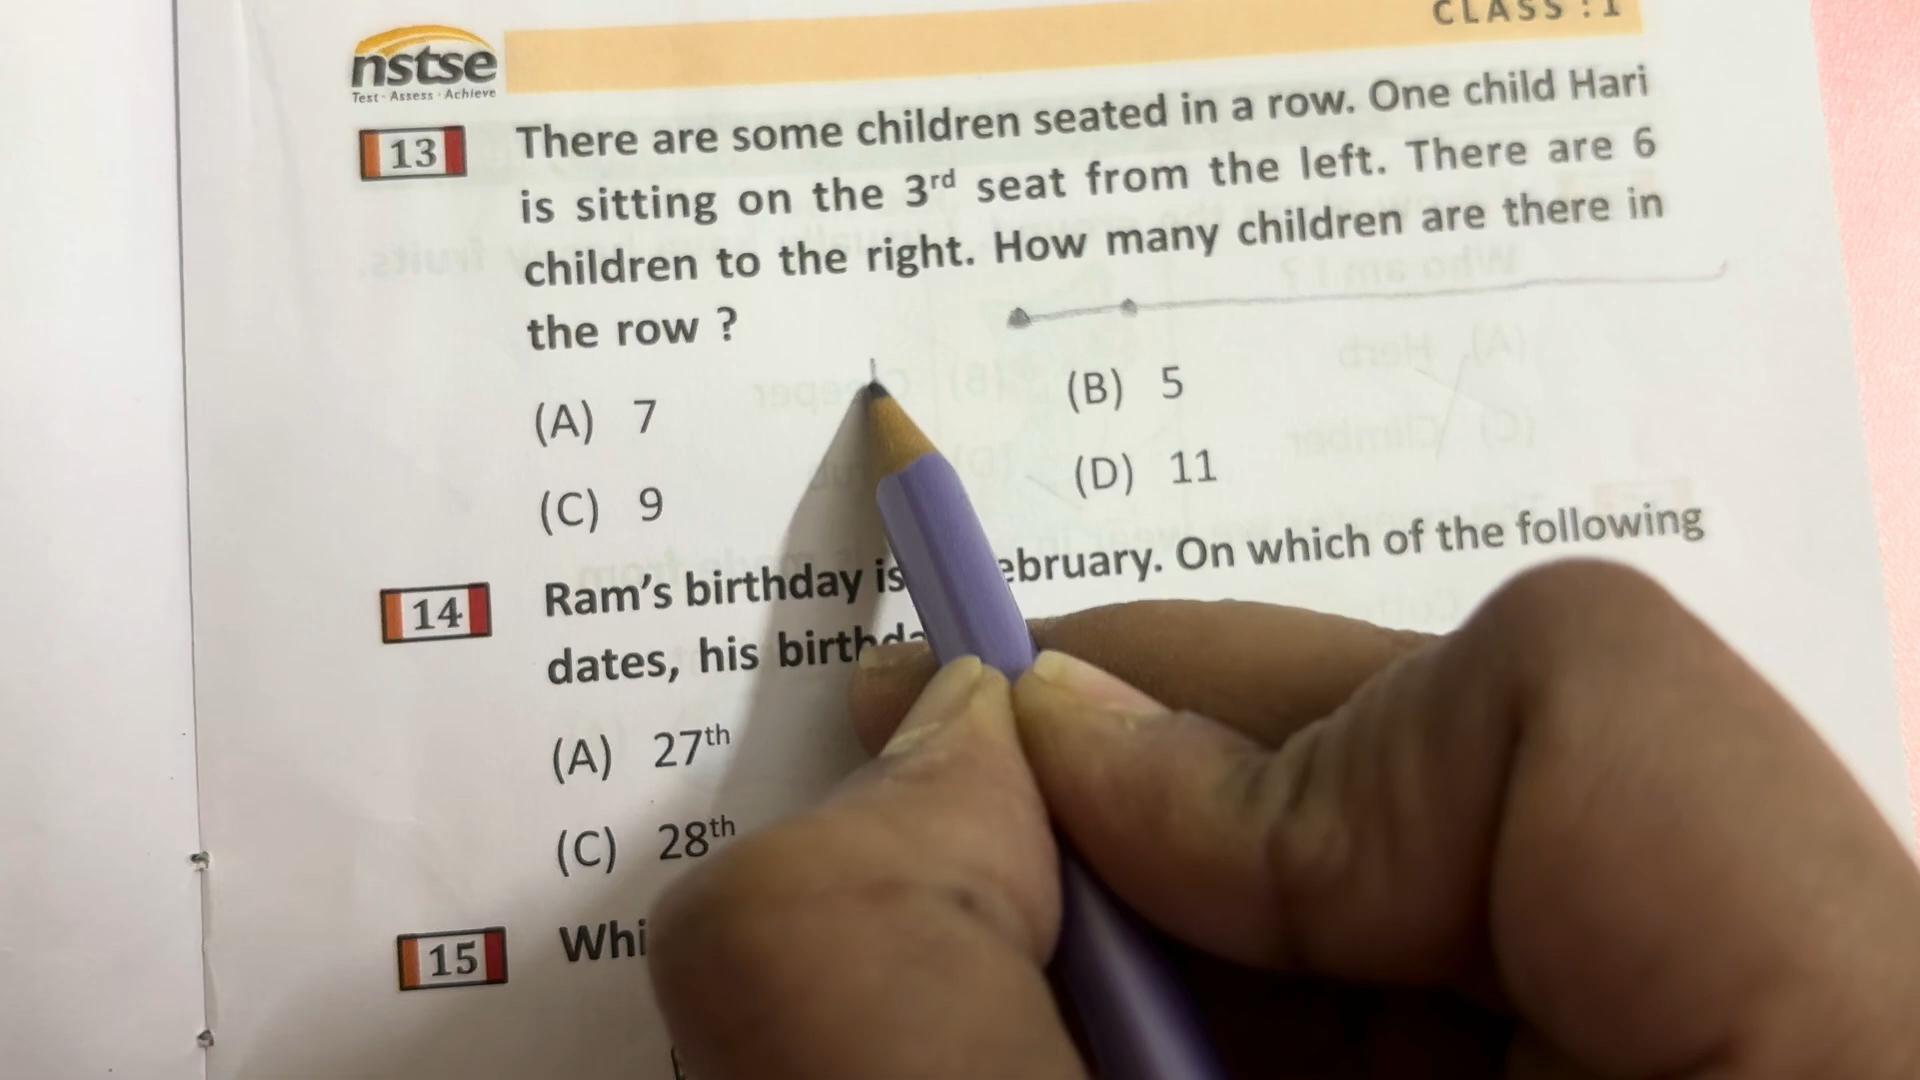 CLASS : 1
nstse
Test · Assess · Achieve
13 There are some children seated in a row. One child Hari
is sitting on the 3rd seat from the left. There are 6
children to the right. How many children are there in
the row ?
(A) 7 (B) 5
(C) 9 (D) 11
14 Ram's birthday is ebruary. On which of the following
dates, his birthda
(A) 27th
(C) 28th
15 Whi